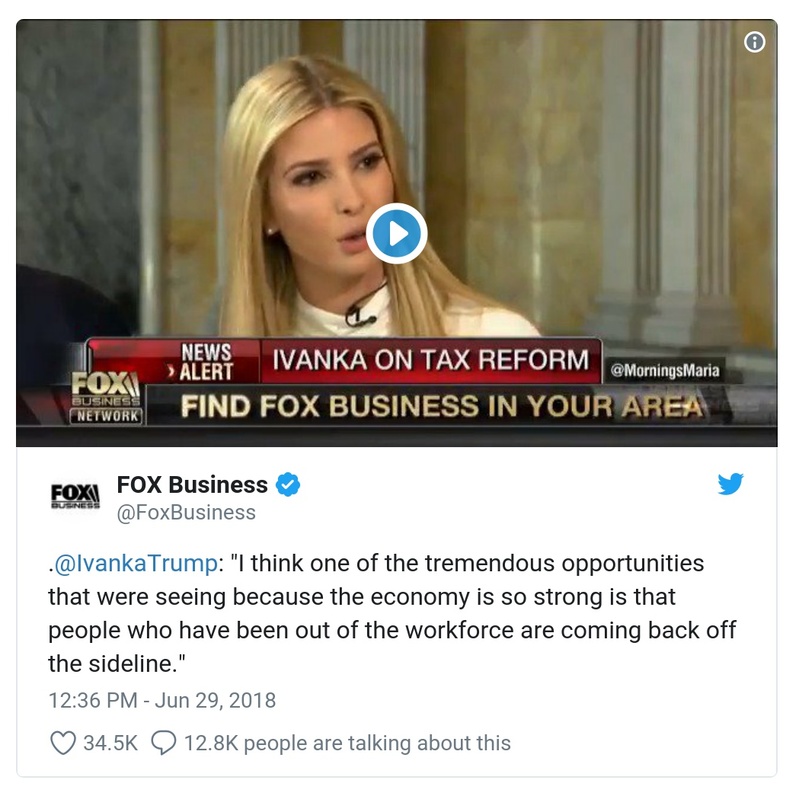 NEWS
› ALERT
IVANKA ON TAX REFORM
@MorningsMaria
FOX
BUSINESS
NETWORK
FIND FOX BUSINESS IN YOUR AREA
FOX
BUSINESS
FOX Business
@FoxBusiness
.@IvankaTrump: "I think one of the tremendous opportunities
that were seeing because the economy is so strong is that
people who have been out of the workforce are coming back off
the sideline."
12:36 PM - Jun 29, 2018
34.5K 12.8K people are talking about this